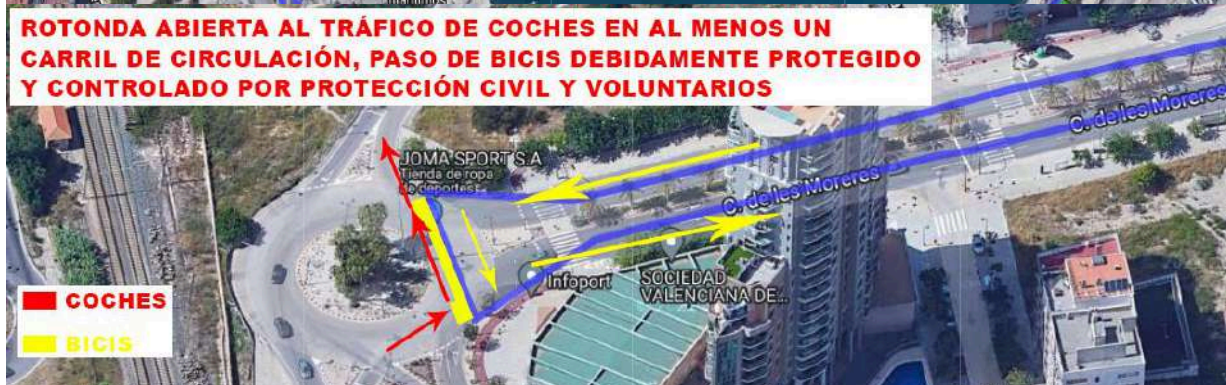 ROTONDA ABIERTA AL TRÁFICO DE COCHES EN AL MENOS UN
CARRIL DE CIRCULACIÓN, PASO DE BICIS DEBIDAMENTE PROTEGIDO
Y CONTROLADO POR PROTECCIÓN CIVIL Y VOLUNTARIOS
C. de les Moreres
JOMA SPORT S.A
Tienda de ropa
de deportes
C. de les Moreres
Infoport
SOCIEDAD
VALENCIANA DE...
COCHES
BICIS